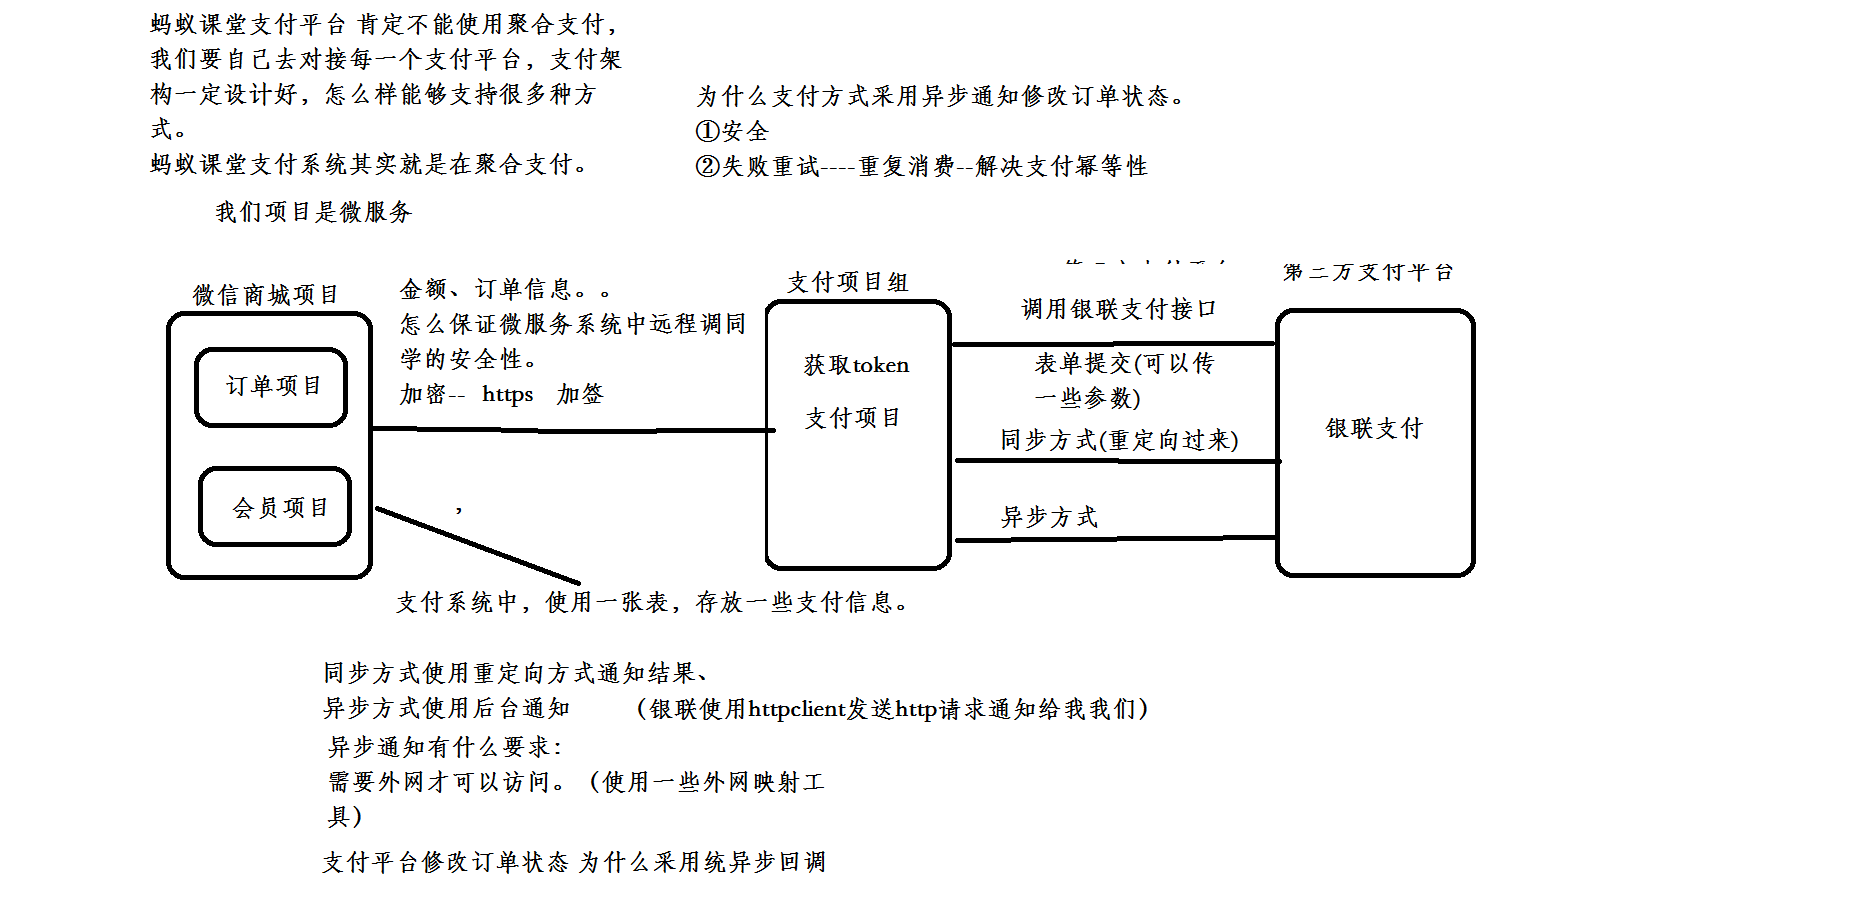 蚂蚁课堂支付平台 肯定不能使用聚合支付，
我们要自己去对接每一个支付平台，支付架
构一定设计好，怎么样能够支持很多种方
式。
蚂蚁课堂支付系统其实就是在聚合支付。
为什么支付方式采用异步通知修改订单状态。
①安全
②失败重试----重复消费--解决支付幂等性
我们项目是微服务
微信商城项目
订单项目
会员项目
金额、订单信息。。
怎么保证微服务系统中远程调同
学的安全性。
加密-- https 加签
，
支付项目组
获取token
支付项目
调用银联支付接口
表单提交(可以传
一些参数)
同步方式(重定向过来)
异步方式
第三方支付平台
银联支付
支付系统中，使用一张表，存放一些支付信息。
同步方式使用重定向方式通知结果、
异步方式使用后台通知 （银联使用httpclient发送http请求通知给我我们）
异步通知有什么要求：
需要外网才可以访问。（使用一些外网映射工
具）
支付平台修改订单状态 为什么采用统异步回调